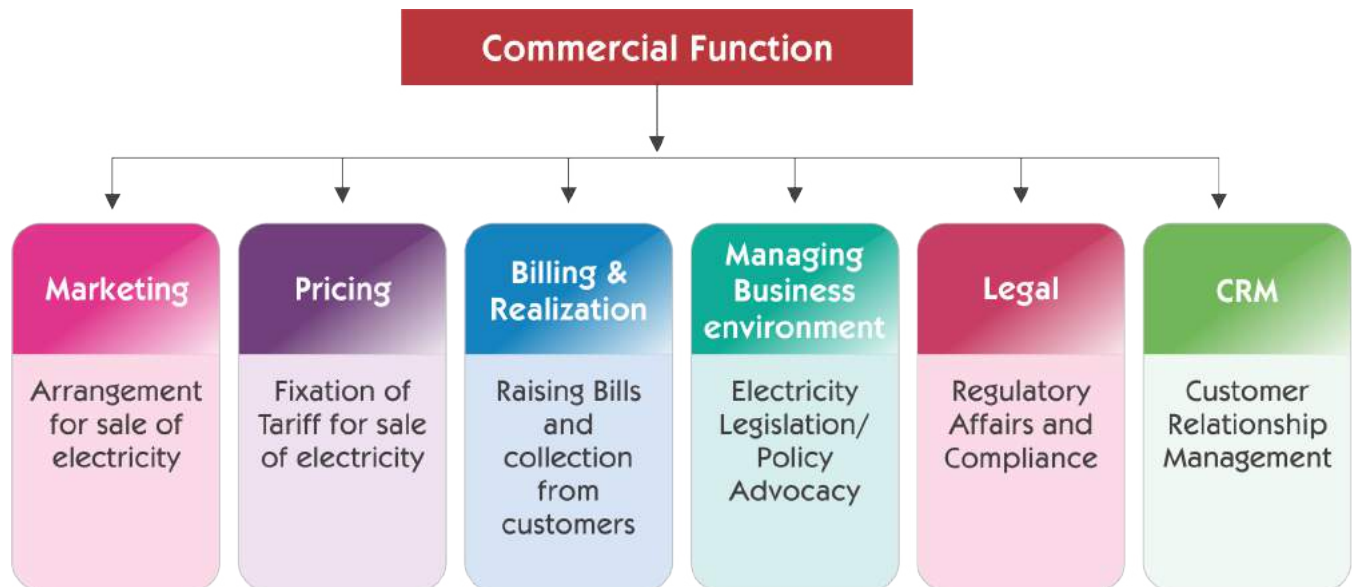 Commercial Function
Marketing
Arrangement
for sale of
electricity
Pricing
Fixation of
Tariff for sale
of electricity
Billing &
Realization
Raising Bills
and
collection
from
customers
Managing
Business
environment
Electricity
Legislation/
Policy
Advocacy
Legal
Regulatory
Affairs and
Compliance
CRM
Customer
Relationship
Management